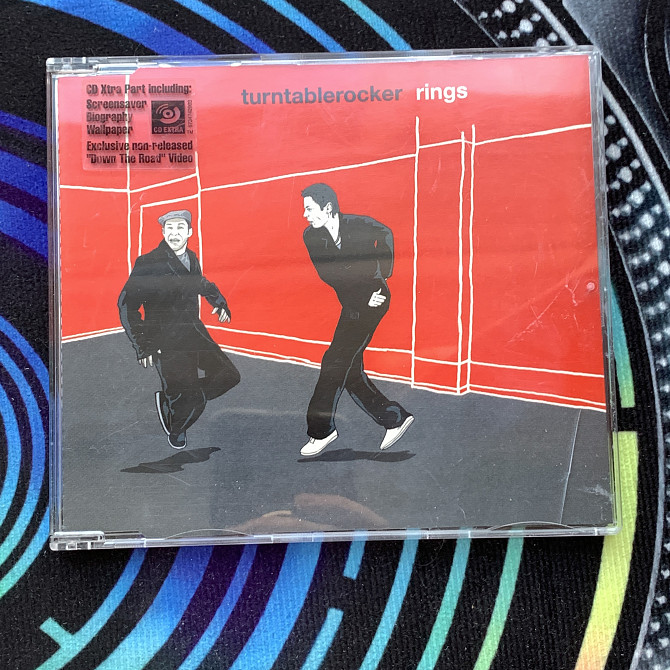 turntablerocker rings
CD Xtra Part Including:
Screensaver
Biography
Wallpaper
CD EXTRA
Exclusive non-released
"Down The Road" Video